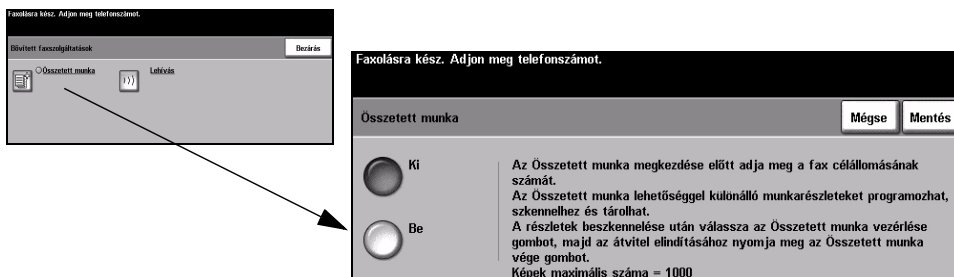 Faxolásra kész. Adjon meg telefonszámot.
Bővített faxszolgáltatások
Bezárás
Összetett munka
Lehívás
Faxolásra kész. Adjon meg telefonszámot.
Összetett munka
Mégse
Mentés
Ki
Az Összetett munka megkezdése előtt adja meg a fax célállomásának
számát.
Az Összetett munka lehetőséggel különálló munkarészleteket programozhat,
szkennelhez és tárolhat.
Be
A részletek beszkennelése után válassza az Összetett munka vezérlése
gombot, majd az átvitel elindításához nyomja meg az Összetett munka
vége gombot.
Képek maximális száma = 1000